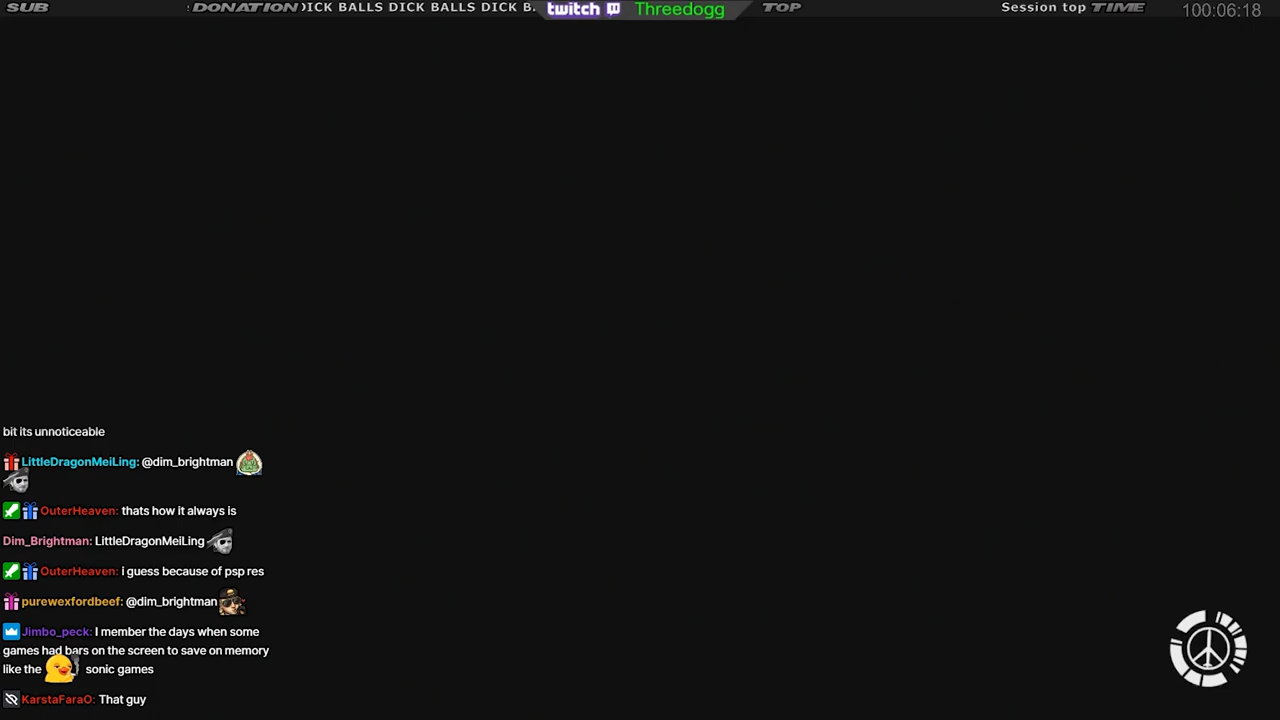 SUB
: DONATION DICK BALLS DICK BALLS DICK B.
twitch Threedogg
TOP
Session top TIME
100:06:18
bit its unnoticeable
LittleDragonMeiLing: @dim_brightman
OuterHeaven: thats how it always is
Dim_Brightman: LittleDragonMeiLing
OuterHeaven: i guess because of psp res
purewexfordbeef: @dim_brightman
Jimbo_peck: I member the days when some
games had bars on the screen to save on memory
like the sonic games
KarstaFaraO: That guy